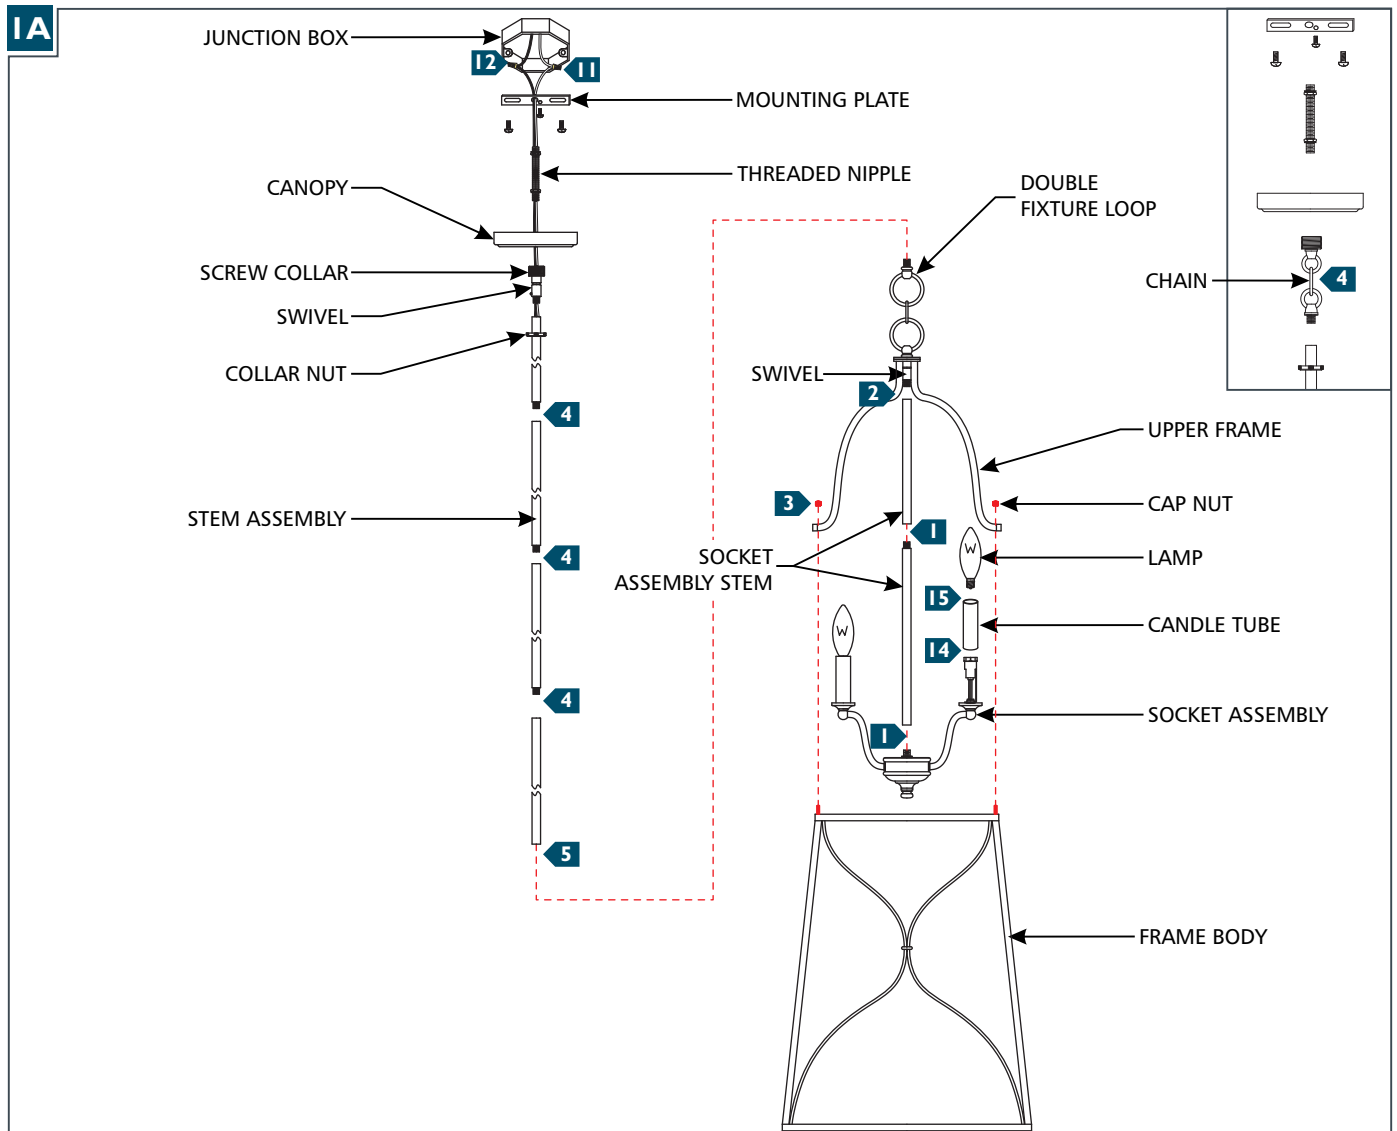 1A
JUNCTION BOX
12
11
MOUNTING PLATE
THREADED NIPPLE
CANOPY
SCREW COLLAR
SWIVEL
COLLAR NUT
4
STEM ASSEMBLY
4
4
5
DOUBLE
FIXTURE LOOP
SWIVEL
2
UPPER FRAME
3
CAP NUT
1
LAMP
W
SOCKET
ASSEMBLY STEM
15
CANDLE TUBE
W
14
SOCKET ASSEMBLY
1
FRAME BODY
CHAIN
4